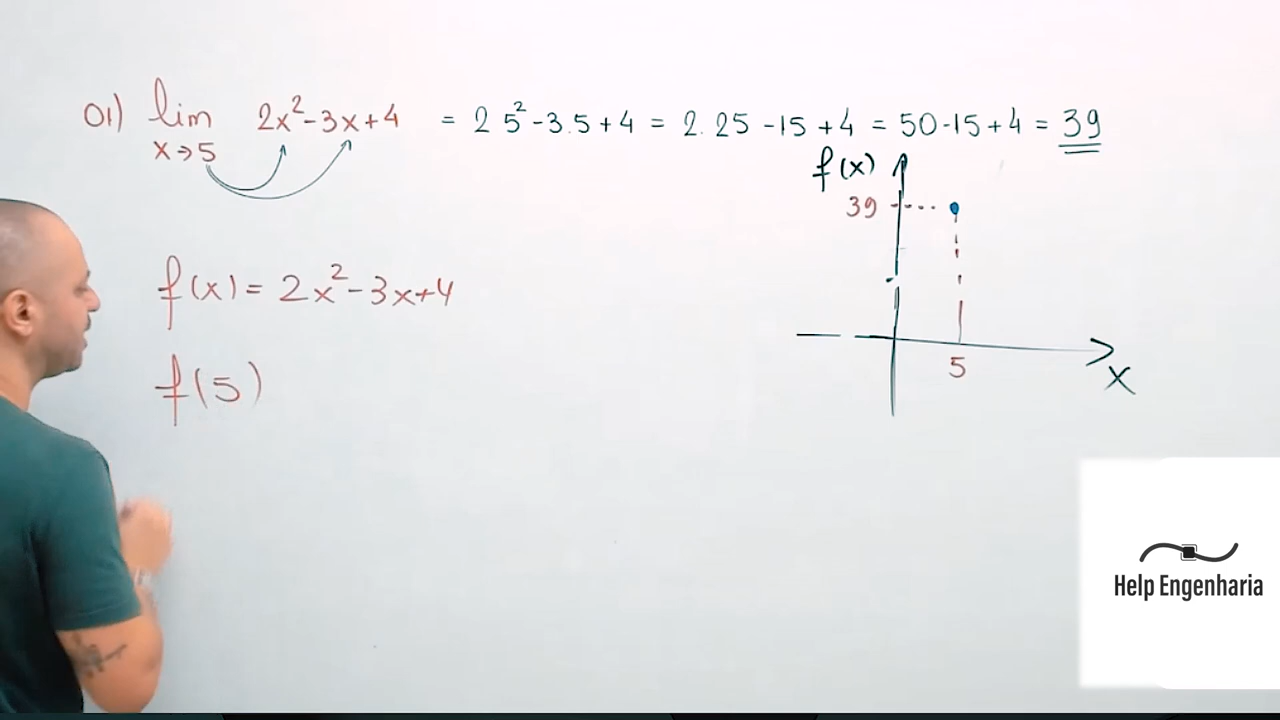 01) lim 2x²-3x+4 = 2 5²-3.5+4 = 2.25-15+4 = 50-15+4 = 39
x→5
f(x)
39
f(x)= 2x²-3x+4
5
x
f(5)
Help Engenharia